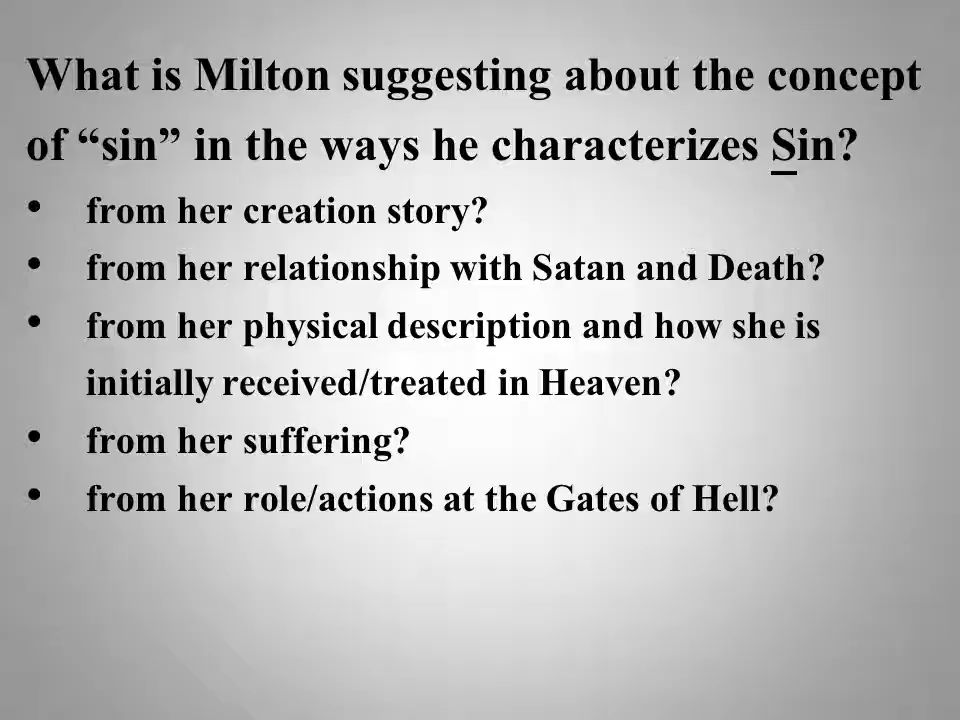 What is Milton suggesting about the concept
of “sin” in the ways he characterizes Sin?
• from her creation story?
• from her relationship with Satan and Death?
• from her physical description and how she is
initially received/treated in Heaven?
• from her suffering?
• from her role/actions at the Gates of Hell?